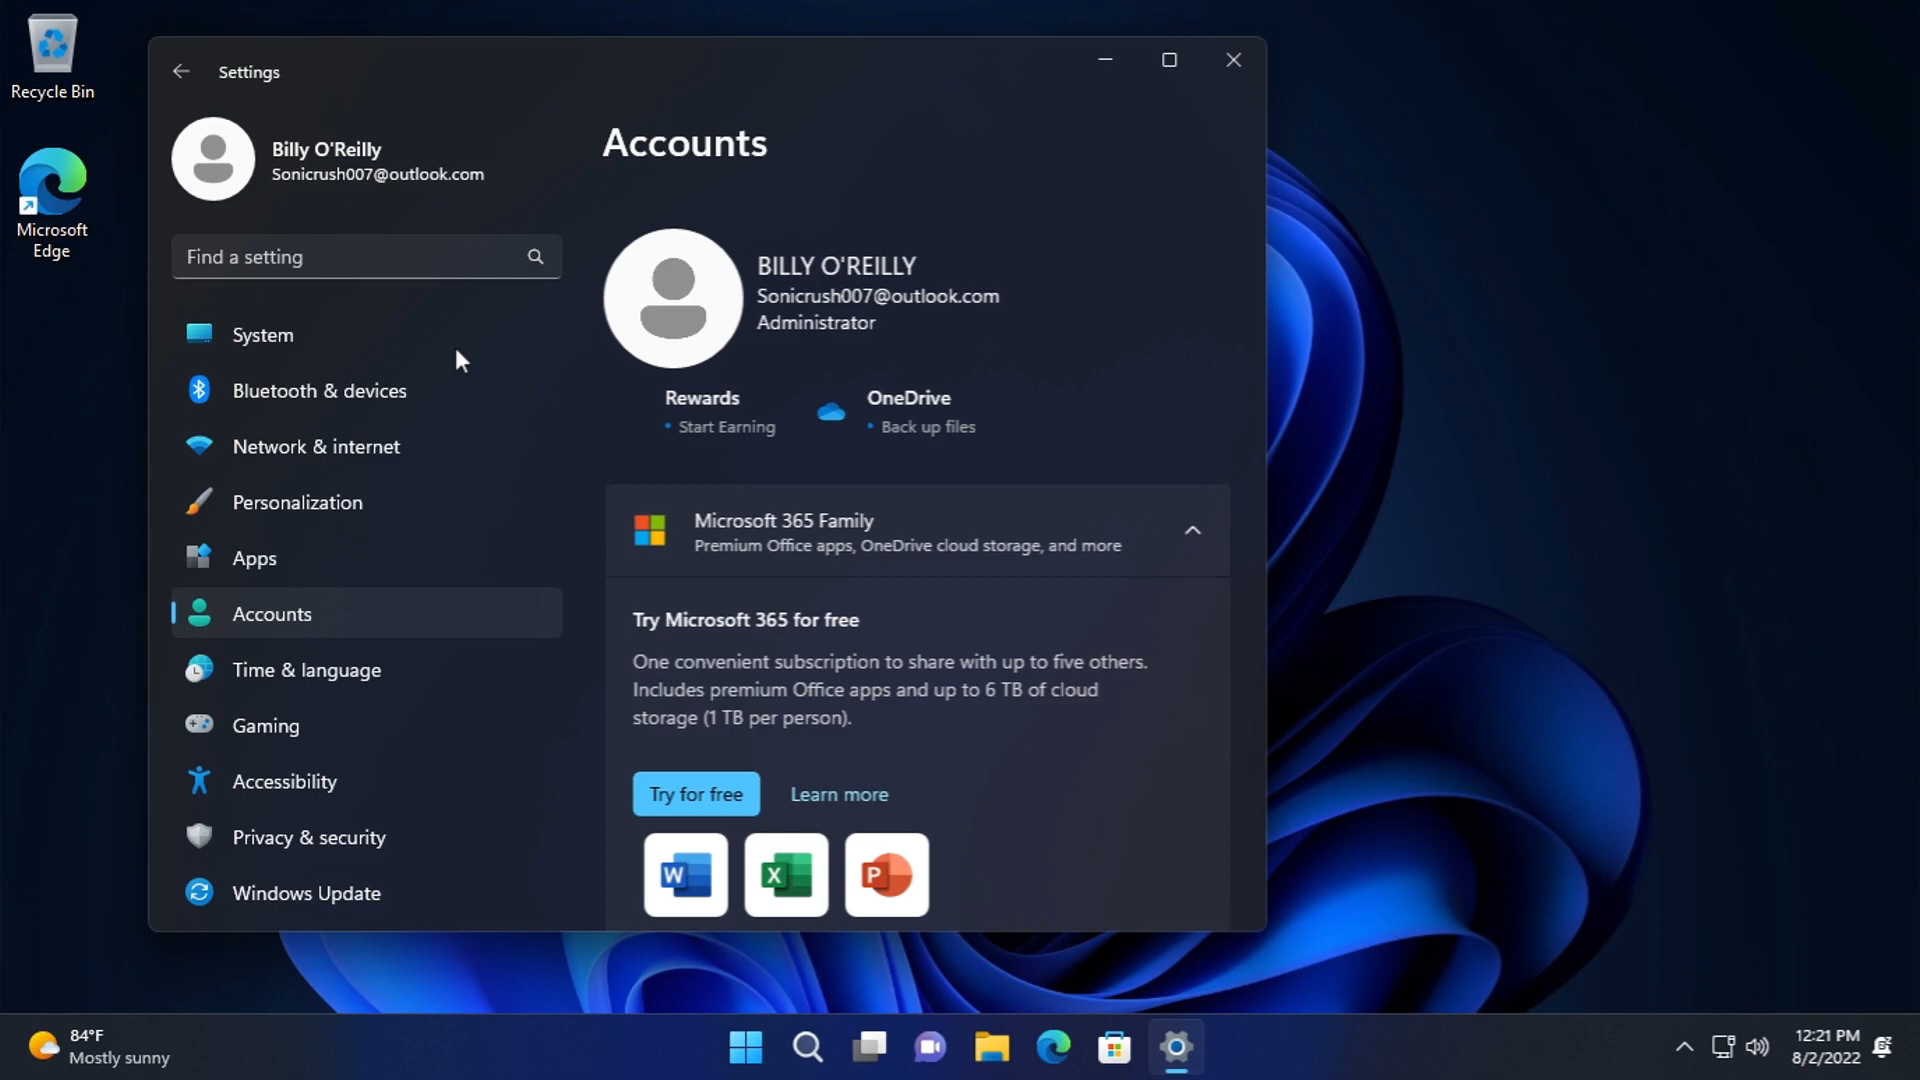 Recycle Bin
Microsoft
Edge
Settings
Billy O'Reilly
Sonicrush007@outlook.com
Find a setting
System
Bluetooth & devices
Network & internet
Personalization
Apps
Accounts
Time & language
Gaming
Accessibility
Privacy & security
Windows Update
Accounts
BILLY O'REILLY
Sonicrush007@outlook.com
Administrator
Rewards
• Start Earning
OneDrive
• Back up files
Microsoft 365 Family
Premium Office apps, OneDrive cloud storage, and more
Try Microsoft 365 for free
One convenient subscription to share with up to five others.
Includes premium Office apps and up to 6 TB of cloud
storage (1 TB per person).
Try for free
Learn more
W
X
P
84°F
Mostly sunny
12:21 PM
8/2/2022